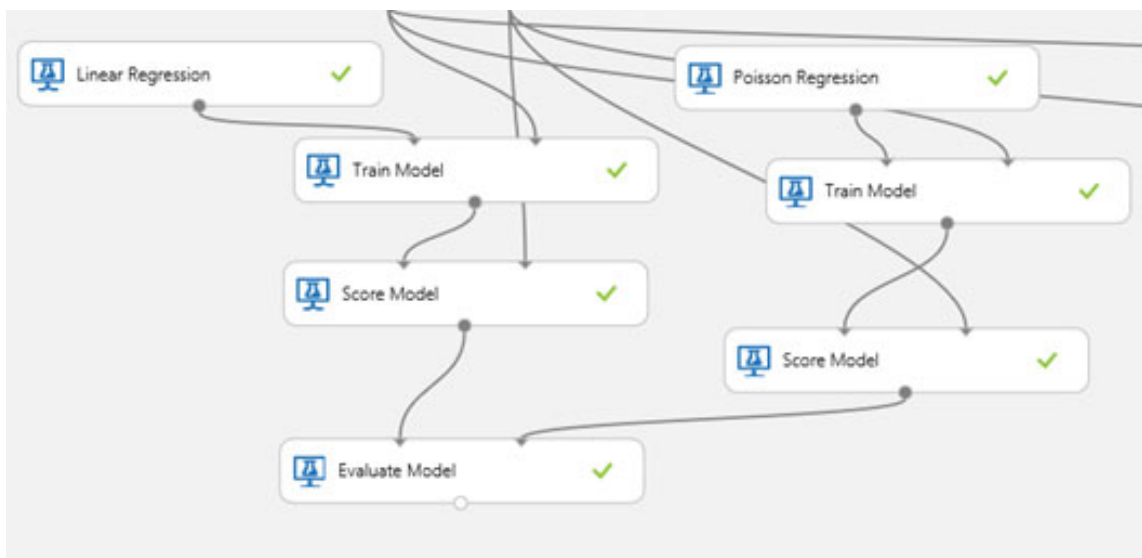 Linear Regression
Poisson Regression
Train Model
Train Model
Score Model
Score Model
Evaluate Model